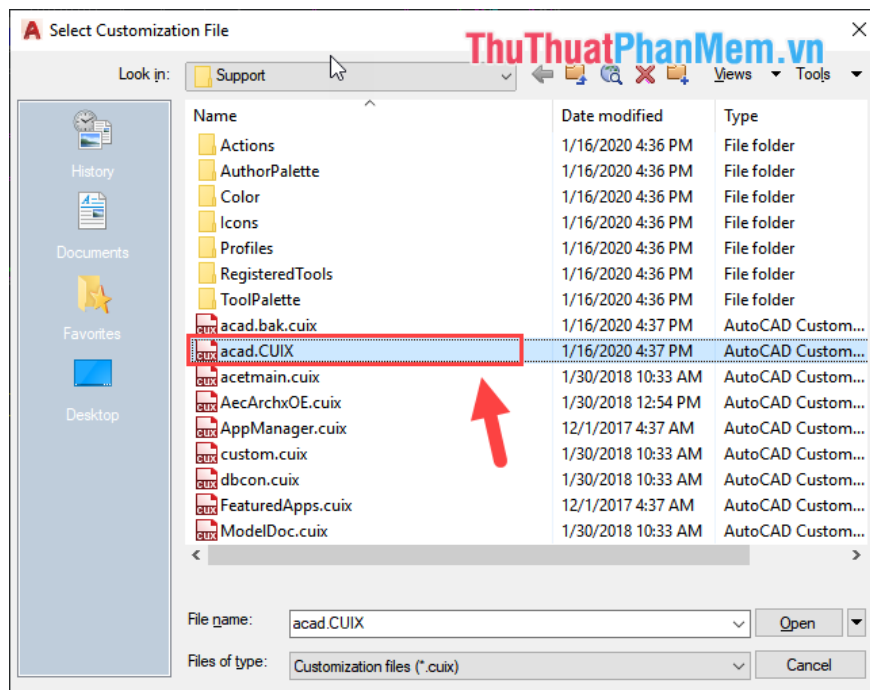 Select Customization File
ThuThuatPhanMem.vn
Look in: Support Views Tools
Name Date modified Type
Actions 1/16/2020 4:36 PM File folder
AuthorPalette 1/16/2020 4:36 PM File folder
Color 1/16/2020 4:36 PM File folder
Icons 1/16/2020 4:36 PM File folder
Profiles 1/16/2020 4:36 PM File folder
RegisteredTools 1/16/2020 4:36 PM File folder
ToolPalette 1/16/2020 4:36 PM File folder
acad.bak.cuix 1/16/2020 4:37 PM AutoCAD Custom...
acad.CUIX 1/16/2020 4:37 PM AutoCAD Custom...
acetmain.cuix 1/30/2018 10:33 AM AutoCAD Custom...
AecArchxOE.cuix 1/30/2018 12:54 PM AutoCAD Custom...
AppManager.cuix 12/1/2017 4:37 AM AutoCAD Custom...
custom.cuix 1/30/2018 10:33 AM AutoCAD Custom...
dbcon.cuix 1/30/2018 10:33 AM AutoCAD Custom...
FeaturedApps.cuix 12/1/2017 4:37 AM AutoCAD Custom...
ModelDoc.cuix 1/30/2018 10:33 AM AutoCAD Custom...
History
Documents
Favorites
Desktop
File name: acad.CUIX Open
Files of type: Customization files (*.cuix) Cancel